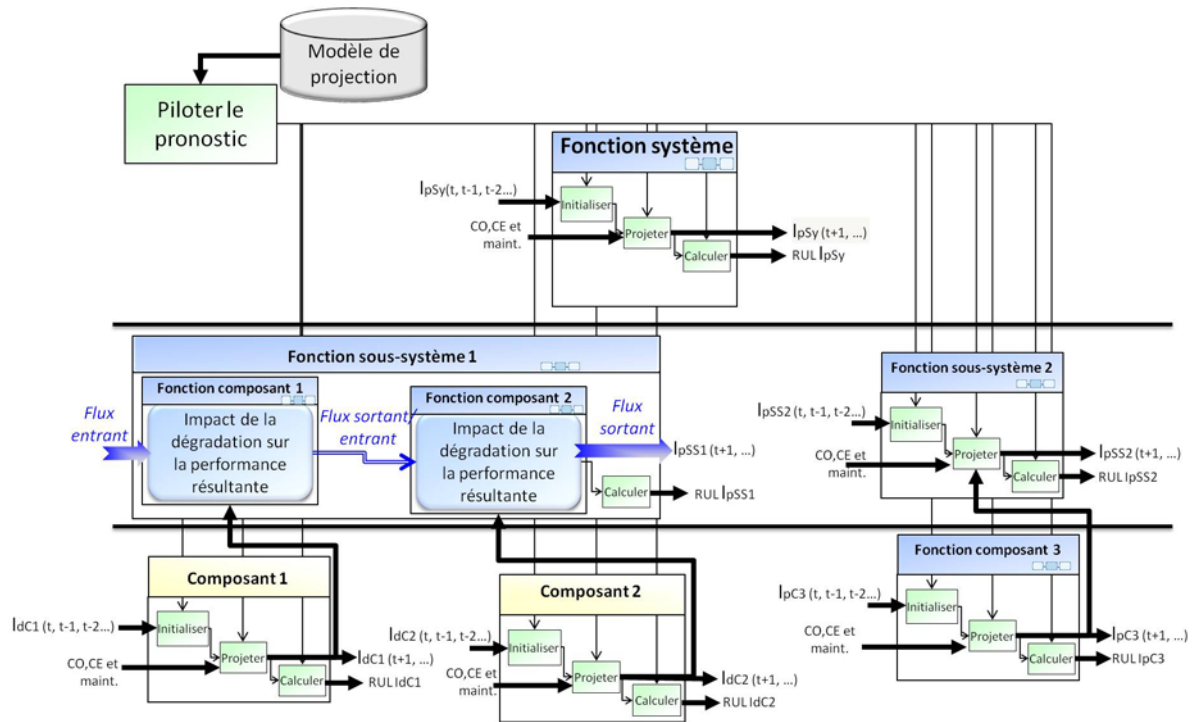 Modèle de
projection
Piloter le
pronostic
Fonction système
IpSy(t, t-1, t-2...)
Initialiser
CO,CE et
maint.
Projeter
IpSy (t+1, ...)
Calculer
RUL IpSy
Fonction sous-système 1
Fonction composant 1
Flux
entrant
Impact de la
dégradation sur
la performance
résultante
Flux sortant/
entrant
Fonction composant 2
Impact de la
dégradation sur
la performance
résultante
Flux
sortant
IpSS1 (t+1, ...)
Calculer
RUL IpSS1
Fonction sous-système 2
IpSS2(t, t-1, t-2...)
Initialiser
CO,CE et
maint.
Projeter
IpSS2 (t+1, ...)
Calculer
RUL IpSS2
Composant 1
IdC1 (t, t-1, t-2...)
Initialiser
CO,CE et
maint.
Projeter
IdC1 (t+1, ...)
Calculer
RUL IdC1
Composant 2
IdC2 (t, t-1, t-2...)
Initialiser
CO,CE et
maint.
Projeter
IdC2 (t+1, ...)
Calculer
RUL IdC2
Fonction composant 3
IpC3 (t, t-1, t-2...)
Initialiser
CO,CE et
maint.
Projeter
IpC3 (t+1, ...)
Calculer
RUL IpC3